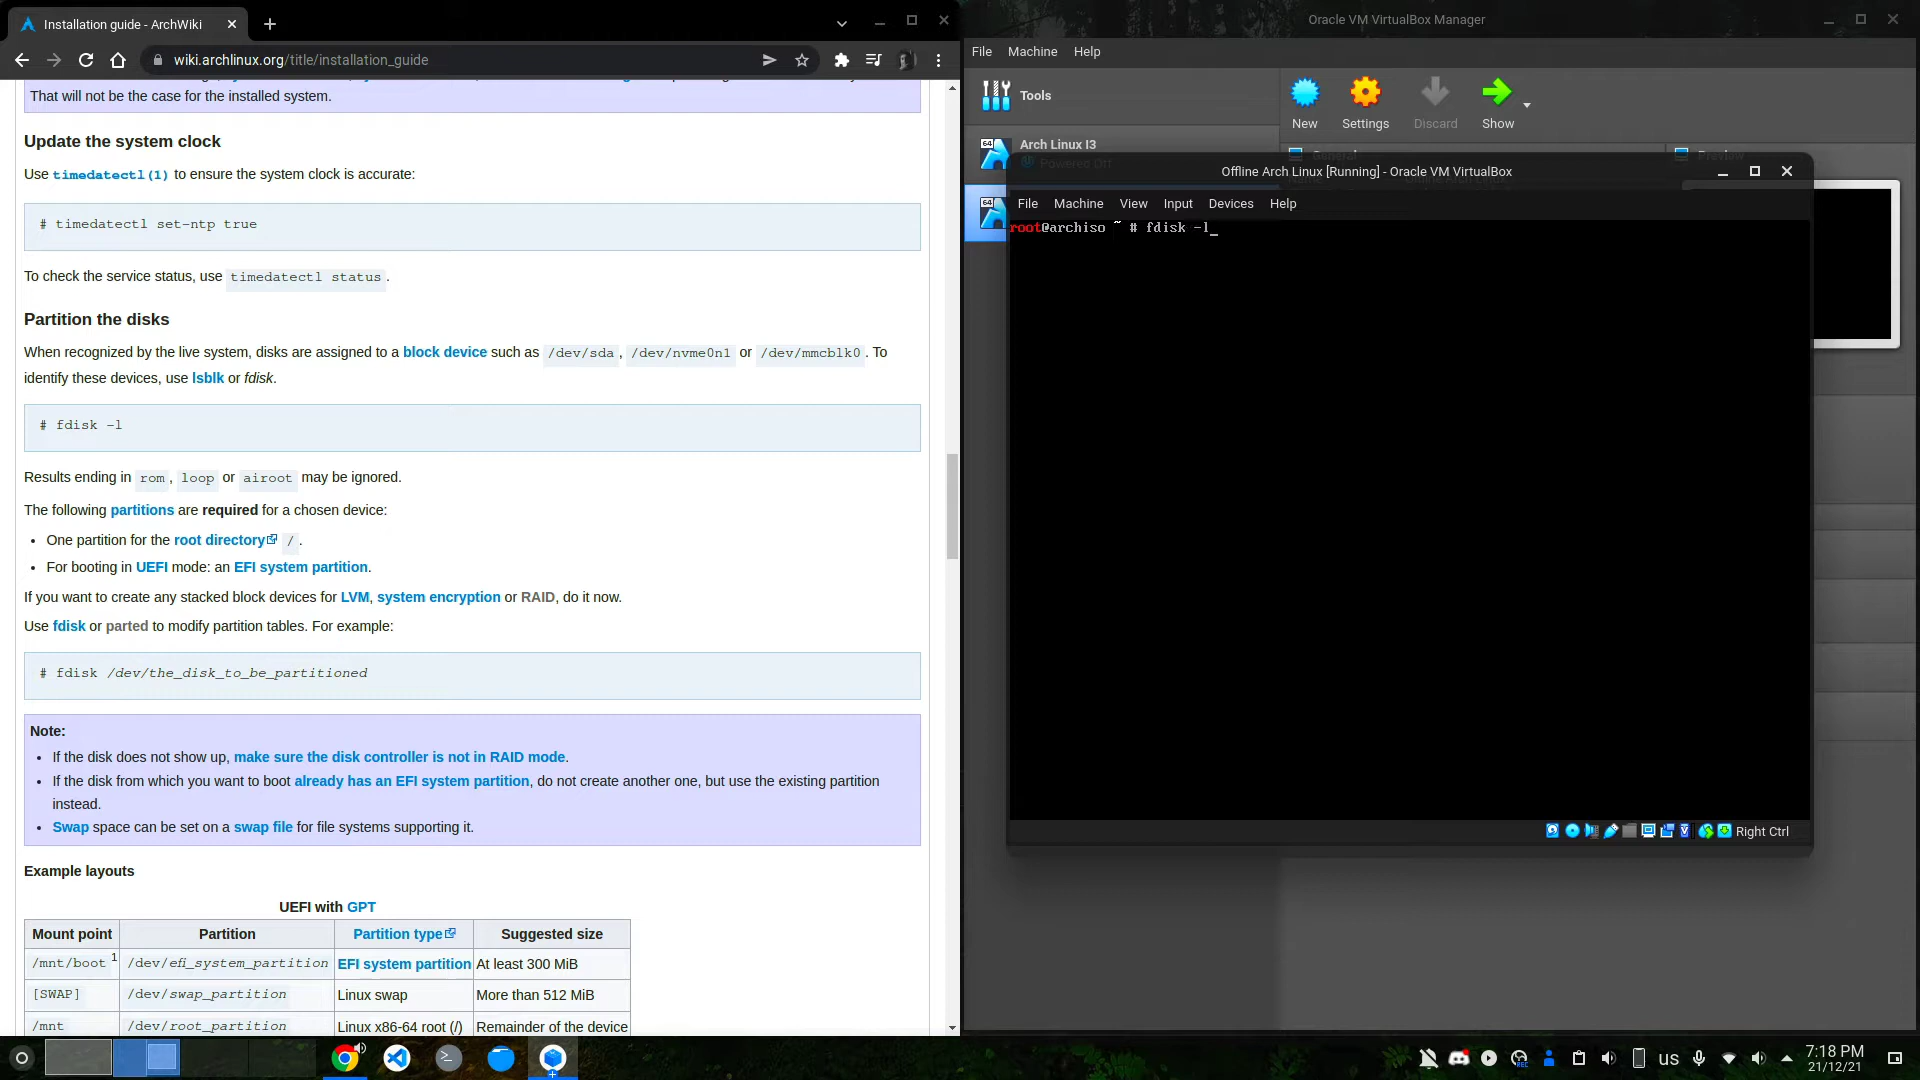 Installation guide - ArchWiki
wiki.archlinux.org/title/installation_guide
That will not be the case for the installed system.
Update the system clock
Use timedatectl(1) to ensure the system clock is accurate:
# timedatectl set-ntp true
To check the service status, use timedatectl status.
Partition the disks
When recognized by the live system, disks are assigned to a block device such as /dev/sda, /dev/nvme0n1 or /dev/mmcblk0. To
identify these devices, use lsblk or fdisk.
# fdisk -l
Results ending in rom, loop or airoot may be ignored.
The following partitions are required for a chosen device:
• One partition for the root directory /.
• For booting in UEFI mode: an EFI system partition.
If you want to create any stacked block devices for LVM, system encryption or RAID, do it now.
Use fdisk or parted to modify partition tables. For example:
# fdisk /dev/the_disk_to_be_partitioned
Note:
• If the disk does not show up, make sure the disk controller is not in RAID mode.
• If the disk from which you want to boot already has an EFI system partition, do not create another one, but use the existing partition
instead.
• Swap space can be set on a swap file for file systems supporting it.
Example layouts
UEFI with GPT
Mount point Partition Partition type Suggested size
/mnt/boot 1 /dev/efi_system_partition EFI system partition At least 300 MiB
[SWAP] /dev/swap_partition Linux swap More than 512 MiB
/mnt /dev/root_partition Linux x86-64 root (/) Remainder of the device
Oracle VM VirtualBox Manager
File Machine Help
Tools
New Settings Discard Show
64 Arch Linux I3
Powered Off
General Preview
64
Offline Arch Linux [Running] - Oracle VM VirtualBox
File Machine View Input Devices Help
root@archiso ~ # fdisk -l_
Right Ctrl
us
7:18 PM
21/12/21